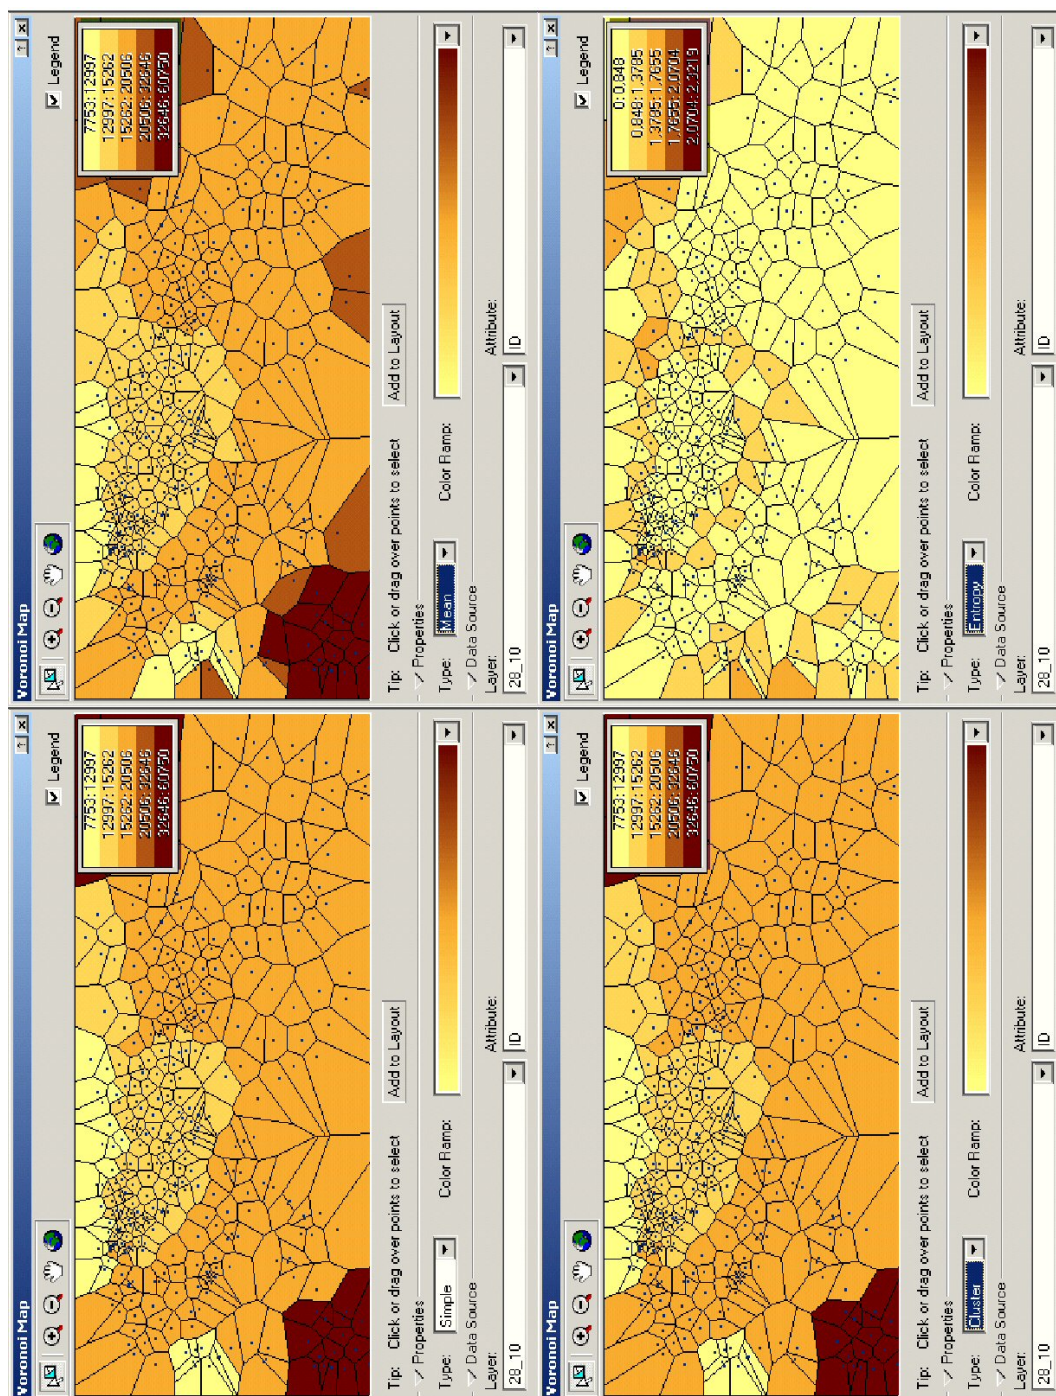 Voronoi Map
Legend
7753:12997
12997:15262
15262:20506
20506:32646
32646:60750
Tip: Click or drag over points to select
Add to Layout
Properties
Type: Simple Color Ramp:
Data Source
Layer: Attribute:
28_10 ID
Voronoi Map
Legend
7753:12997
12997:15262
15262:20506
20506:32646
32646:60750
Tip: Click or drag over points to select
Add to Layout
Properties
Type: Mean Color Ramp:
Data Source
Layer: Attribute:
28_10 ID
Voronoi Map
Legend
7753:12997
12997:15262
15262:20506
20506:32646
32646:60750
Tip: Click or drag over points to select
Add to Layout
Properties
Type: Cluster Color Ramp:
Data Source
Layer: Attribute:
28_10 ID
Voronoi Map
Legend
0:0.848
0.848:1.3785
1.3785:1.7655
1.7655:2.0704
2.0704:2.3219
Tip: Click or drag over points to select
Add to Layout
Properties
Type: Entropy Color Ramp:
Data Source
Layer: Attribute:
28_10 ID